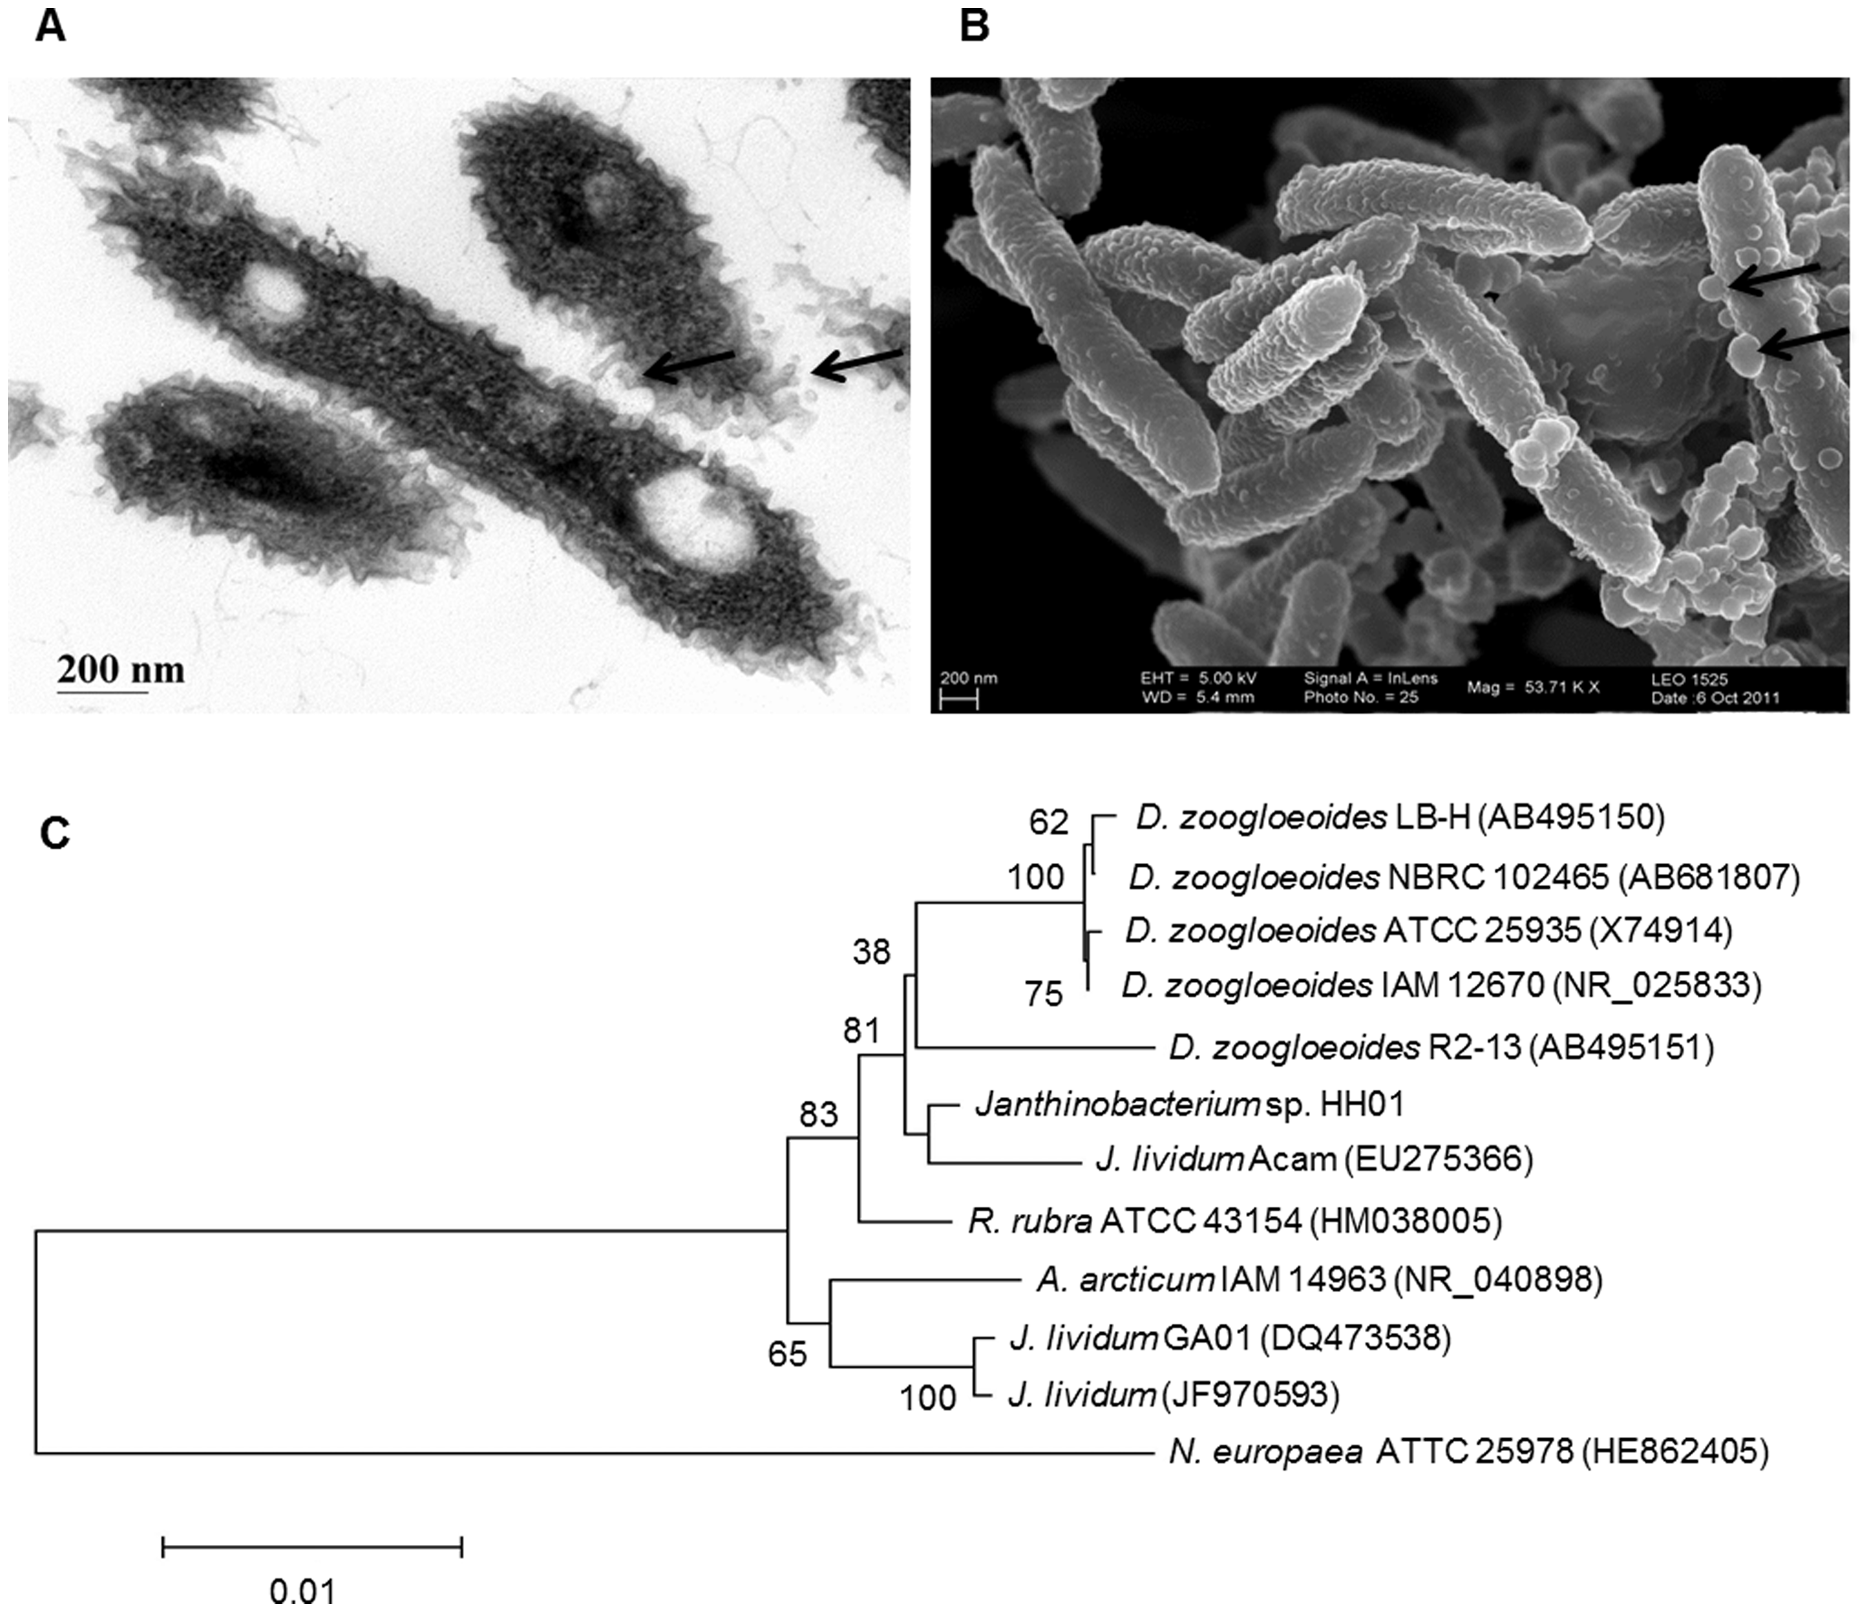 A
B
200 nm
200 nm
EHT = 5.00 kV
WD = 5.4 mm
Signal A = InLens
Photo No. = 25
Mag = 53.71 K X
LEO 1525
Date :6 Oct 2011
C
62
D. zoogloeoides LB-H (AB495150)
100
D. zoogloeoides NBRC 102465 (AB681807)
D. zoogloeoides ATCC 25935 (X74914)
38
75
D. zoogloeoides IAM 12670 (NR_025833)
81
D. zoogloeoides R2-13 (AB495151)
83
Janthinobacterium sp. HH01
J. lividum Acam (EU275366)
R. rubra ATCC 43154 (HM038005)
A. arcticum IAM 14963 (NR_040898)
65
J. lividum GA01 (DQ473538)
100
J. lividum (JF970593)
N. europaea ATTC 25978 (HE862405)
0.01